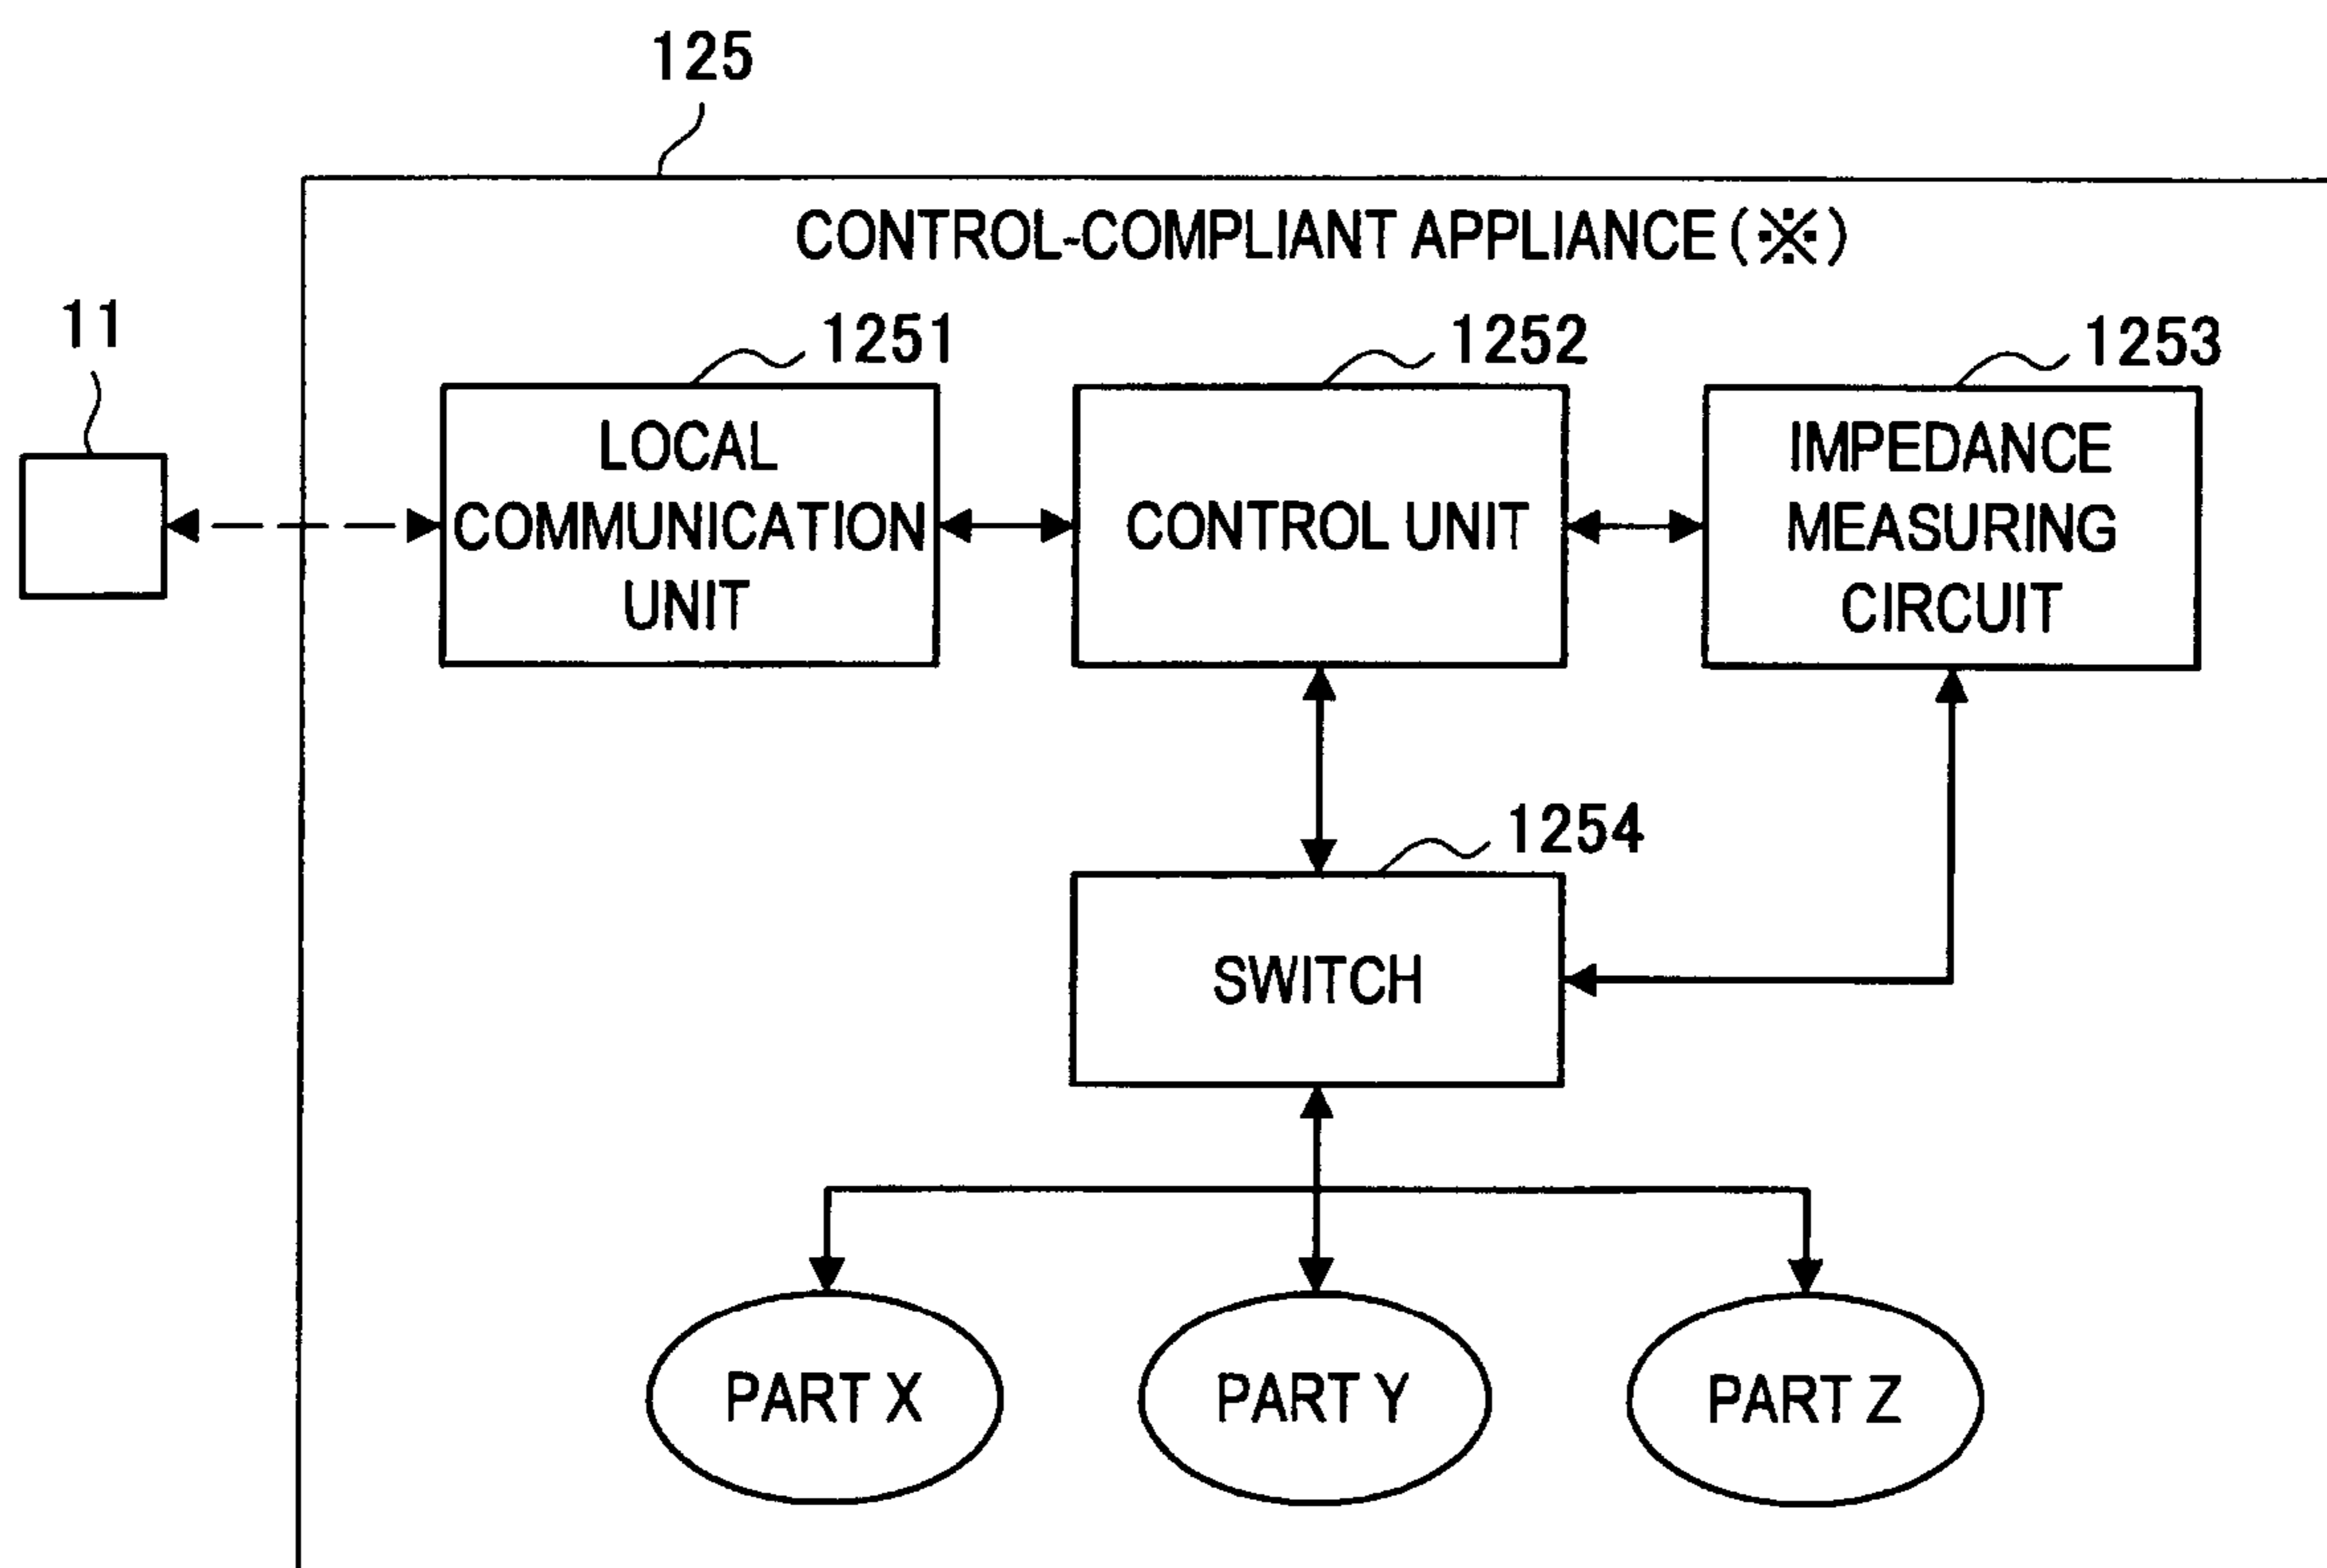 125
CONTROL-COMPLIANT APPLIANCE(※)
11
1251
1252
1253
LOCAL
COMMUNICATION
UNIT
CONTROL UNIT
IMPEDANCE
MEASURING
CIRCUIT
1254
SWITCH
PART X
PART Y
PART Z